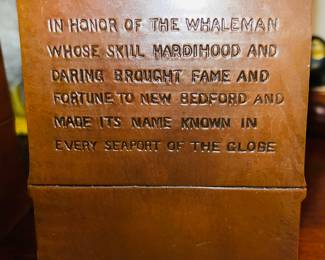 IN HONOR OF THE WHALEMAN
WHOSE SKILL HARDIHOOD AND
DARING BROUGHT FAME AND
FORTUNE TO NEW BEDFORD AND
MADE ITS NAME KNOWN IN
EVERY SEAPORT OF THE GLOBE